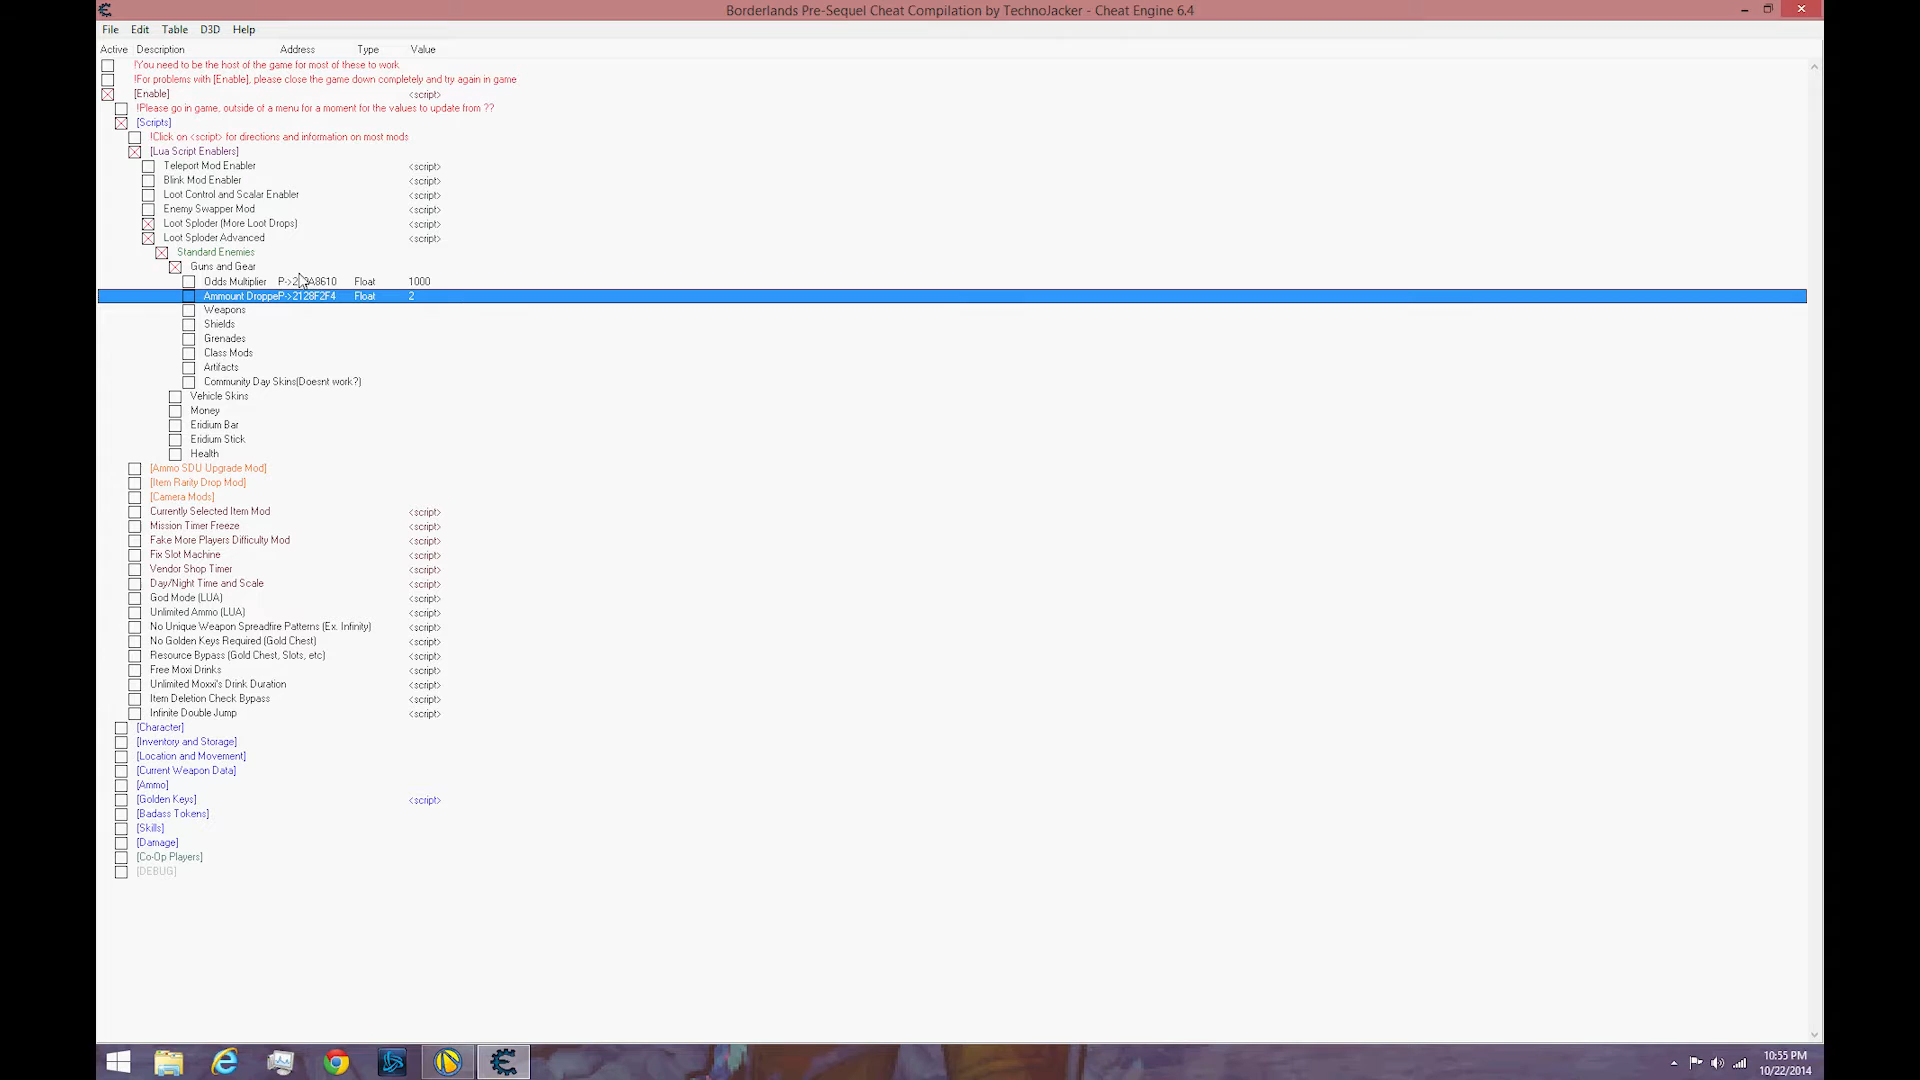 Borderlands Pre-Sequel Cheat Compilation by TechnoJacker - Cheat Engine 6.4
File Edit Table D3D Help
Active Description Address Type Value
!You need to be the host of the game for most of these to work
!For problems with [Enable], please close the game down completely and try again in game
[Enable] <script>
!Please go in game, outside of a menu for a moment for the values to update from ??
[Scripts]
!Click on <script> for directions and information on most mods
[Lua Script Enablers]
Teleport Mod Enabler <script>
Blink Mod Enabler <script>
Loot Control and Scalar Enabler <script>
Enemy Swapper Mod <script>
Loot Sploder (More Loot Drops) <script>
Loot Sploder Advanced <script>
Standard Enemies
Guns and Gear
Odds Multiplier Float 1000
Ammount DroppeP->2128F2F4 Float 2
Weapons
Shields
Grenades
Class Mods
Artifacts
Community Day Skins(Doesnt work?)
Vehicle Skins
Money
Eridium Bar
Eridium Stick
Health
[Ammo SDU Upgrade Mod]
[Item Rarity Drop Mod]
[Camera Mods]
Currently Selected Item Mod <script>
Mission Timer Freeze <script>
Fake More Players Difficulty Mod <script>
Fix Slot Machine <script>
Vendor Shop Timer <script>
Day/Night Time and Scale <script>
God Mode (LUA) <script>
Unlimited Ammo (LUA) <script>
No Unique Weapon Spreadfire Patterns (Ex. Infinity) <script>
No Golden Keys Required (Gold Chest) <script>
Resource Bypass (Gold Chest, Slots, etc) <script>
Free Moxi Drinks <script>
Unlimited Moxxi's Drink Duration <script>
Item Deletion Check Bypass <script>
Infinite Double Jump <script>
[Character]
[Inventory and Storage]
[Location and Movement]
[Current Weapon Data]
[Ammo]
[Golden Keys] <script>
[Badass Tokens]
[Skills]
[Damage]
[Co-Op Players]
[DEBUG]
10:55 PM
10/22/2014